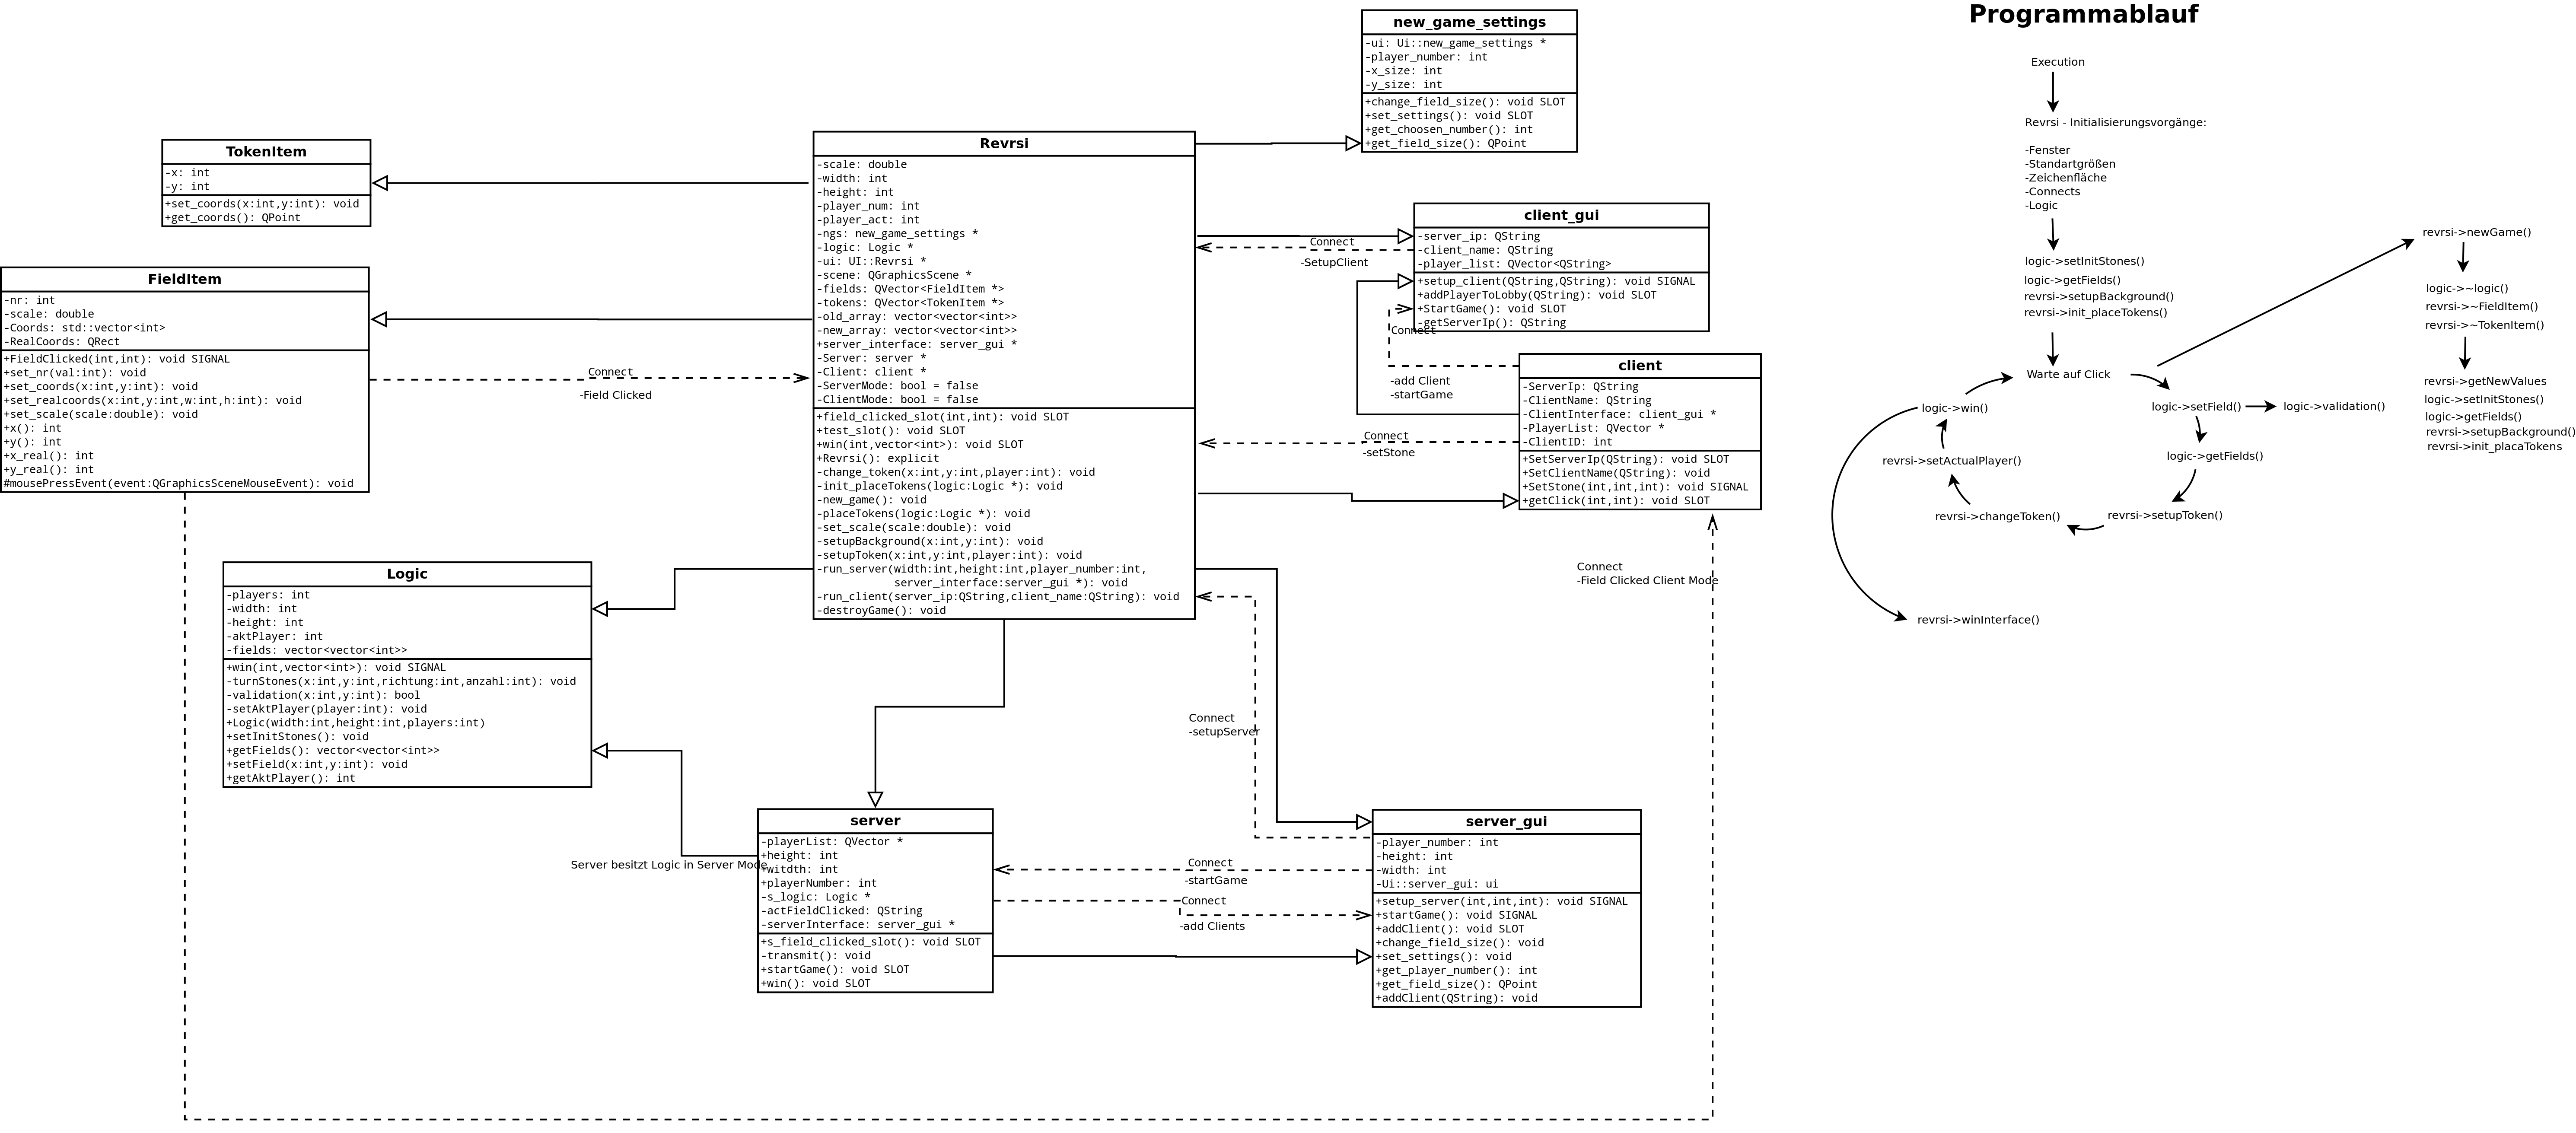 Programmablauf
new_game_settings
-ui: Ui::new_game_settings *
-player_number: int
-x_size: int
-y_size: int
+change_field_size(): void SLOT
+set_settings(): void SLOT
+get_choosen_number(): int
+get_field_size(): QPoint
TokenItem
-x: int
-y: int
+set_coords(x:int,y:int): void
+get_coords(): QPoint
FieldItem
-nr: int
-scale: double
-Coords: std::vector<int>
-RealCoords: QRect
+FieldClicked(int,int): void SIGNAL
+set_nr(val:int): void
+set_coords(x:int,y:int): void
+set_realcoords(x:int,y:int,w:int,h:int): void
+set_scale(scale:double): void
+x(): int
+y(): int
+x_real(): int
+y_real(): int
#mousePressEvent(event:QGraphicsSceneMouseEvent): void
Connect
-Field Clicked
Revrsi
-scale: double
-width: int
-height: int
-player_num: int
-player_act: int
-ngs: new_game_settings *
-logic: Logic *
-ui: UI::Revrsi *
-scene: QGraphicsScene *
-fields: QVector<FieldItem *>
-tokens: QVector<TokenItem *>
-old_array: vector<vector<int>>
-new_array: vector<vector<int>>
+server_interface: server_gui *
-Server: server *
-Client: client *
-ServerMode: bool = false
-ClientMode: bool = false
+field_clicked_slot(int,int): void SLOT
+test_slot(): void SLOT
+win(int,vector<int>): void SLOT
+Revrsi(): explicit
-change_token(x:int,y:int,player:int): void
-init_placeTokens(logic:Logic *): void
-new_game(): void
-placeTokens(logic:Logic *): void
-set_scale(scale:double): void
-setupBackground(x:int,y:int): void
-setupToken(x:int,y:int,player:int): void
-run_server(width:int,height:int,player_number:int,
server_interface:server_gui *): void
-run_client(server_ip:QString,client_name:QString): void
-destroyGame(): void
client_gui
-server_ip: QString
-client_name: QString
-player_list: QVector<QString>
+setup_client(QString,QString): void SIGNAL
+addPlayerToLobby(QString): void SLOT
+StartGame(): void SLOT
-getServerIp(): QString
Connect
-SetupClient
Connect
-add Client
-startGame
client
-ServerIp: QString
-ClientName: QString
-ClientInterface: client_gui *
-PlayerList: QVector *
-ClientID: int
+SetServerIp(QString): void SLOT
+SetClientName(QString): void
+SetStone(int,int,int): void SIGNAL
+getClick(int,int): void SLOT
Connect
-setStone
Connect
-Field Clicked Client Mode
Logic
-players: int
-width: int
-height: int
-aktPlayer: int
-fields: vector<vector<int>>
+win(int,vector<int>): void SIGNAL
-turnStones(x:int,y:int,richtung:int,anzahl:int): void
-validation(x:int,y:int): bool
-setAktPlayer(player:int): void
+Logic(width:int,height:int,players:int)
+setInitStones(): void
+getFields(): vector<vector<int>>
+setField(x:int,y:int): void
+getAktPlayer(): int
Connect
-setupServer
Server besitzt Logic in Server Mode
server
-playerList: QVector *
+height: int
+witdth: int
+playerNumber: int
-s_logic: Logic *
-actFieldClicked: QString
-serverInterface: server_gui *
+s_field_clicked_slot(): void SLOT
-transmit(): void
+startGame(): void SLOT
+win(): void SLOT
Connect
-startGame
Connect
-add Clients
server_gui
-player_number: int
-height: int
-width: int
-Ui::server_gui: ui
+setup_server(int,int,int): void SIGNAL
+startGame(): void SIGNAL
+addClient(): void SLOT
+change_field_size(): void
+set_settings(): void
+get_player_number(): int
+get_field_size(): QPoint
+addClient(QString): void
Execution
Revrsi - Initialisierungsvorgänge:
-Fenster
-Standartgrößen
-Zeichenfläche
-Connects
-Logic
logic->setInitStones()
logic->getFields()
revrsi->setupBackground()
revrsi->init_placeTokens()
Warte auf Click
logic->setField()
logic->validation()
logic->getFields()
revrsi->setupToken()
revrsi->changeToken()
revrsi->setActualPlayer()
logic->win()
revrsi->winInterface()
revrsi->newGame()
logic->~logic()
revrsi->~FieldItem()
revrsi->~TokenItem()
revrsi->getNewValues
logic->setInitStones()
logic->getFields()
revrsi->setupBackground()
revrsi->init_placaTokens